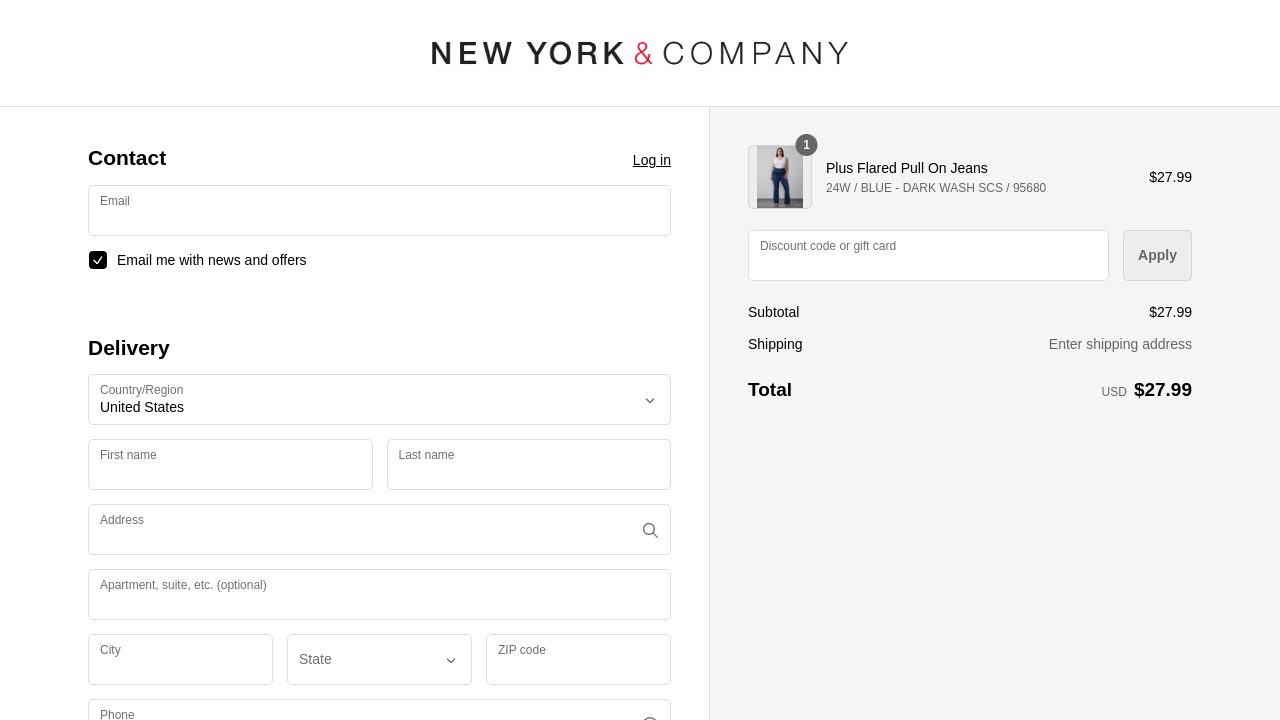 NEW YORK & COMPANY
Contact
Log in
Email
Email me with news and offers
Delivery
Country/Region
United States
First name
Last name
Address
Apartment, suite, etc. (optional)
City
State
ZIP code
Phone
1
Plus Flared Pull On Jeans
24W / BLUE - DARK WASH SCS / 95680
$27.99
Discount code or gift card
Apply
Subtotal
$27.99
Shipping
Enter shipping address
Total
USD $27.99